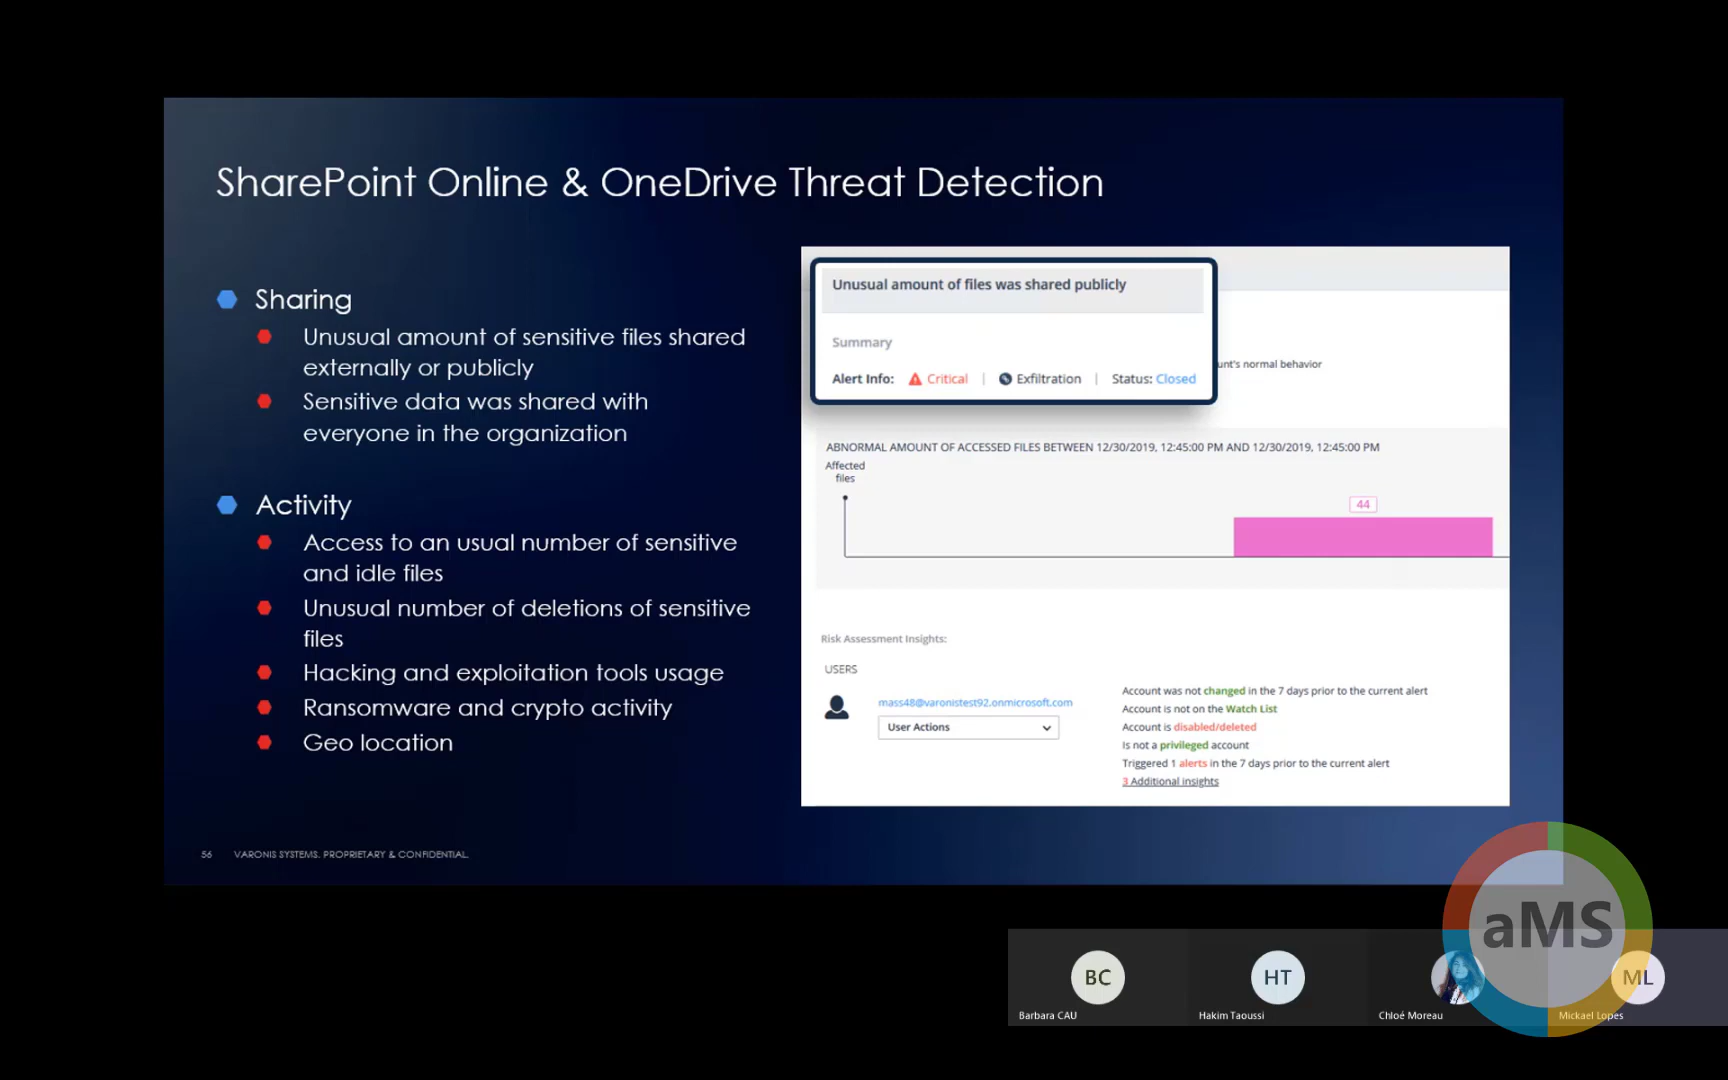 SharePoint Online & OneDrive Threat Detection
Sharing
Unusual amount of sensitive files shared
externally or publicly
Sensitive data was shared with
everyone in the organization
Activity
Access to an usual number of sensitive
and idle files
Unusual number of deletions of sensitive
files
Hacking and exploitation tools usage
Ransomware and crypto activity
Geo location
Unusual amount of files was shared publicly
Summary
Alert Info: Critical | Exfiltration | Status: Closed
unt's normal behavior
ABNORMAL AMOUNT OF ACCESSED FILES BETWEEN 12/30/2019, 12:45:00 PM AND 12/30/2019, 12:45:00 PM
Affected
files
44
Risk Assessment Insights:
USERS
mass48@varonistest92.onmicrosoft.com
User Actions
Account was not changed in the 7 days prior to the current alert
Account is not on the Watch List
Account is disabled/deleted
Is not a privileged account
Triggered 1 alerts in the 7 days prior to the current alert
3 Additional insights
56 VARONIS SYSTEMS. PROPRIETARY & CONFIDENTIAL.
aMS
BC
HT
ML
Barbara CAU
Hakim Taoussi
Chloé Moreau
Mickael Lopes